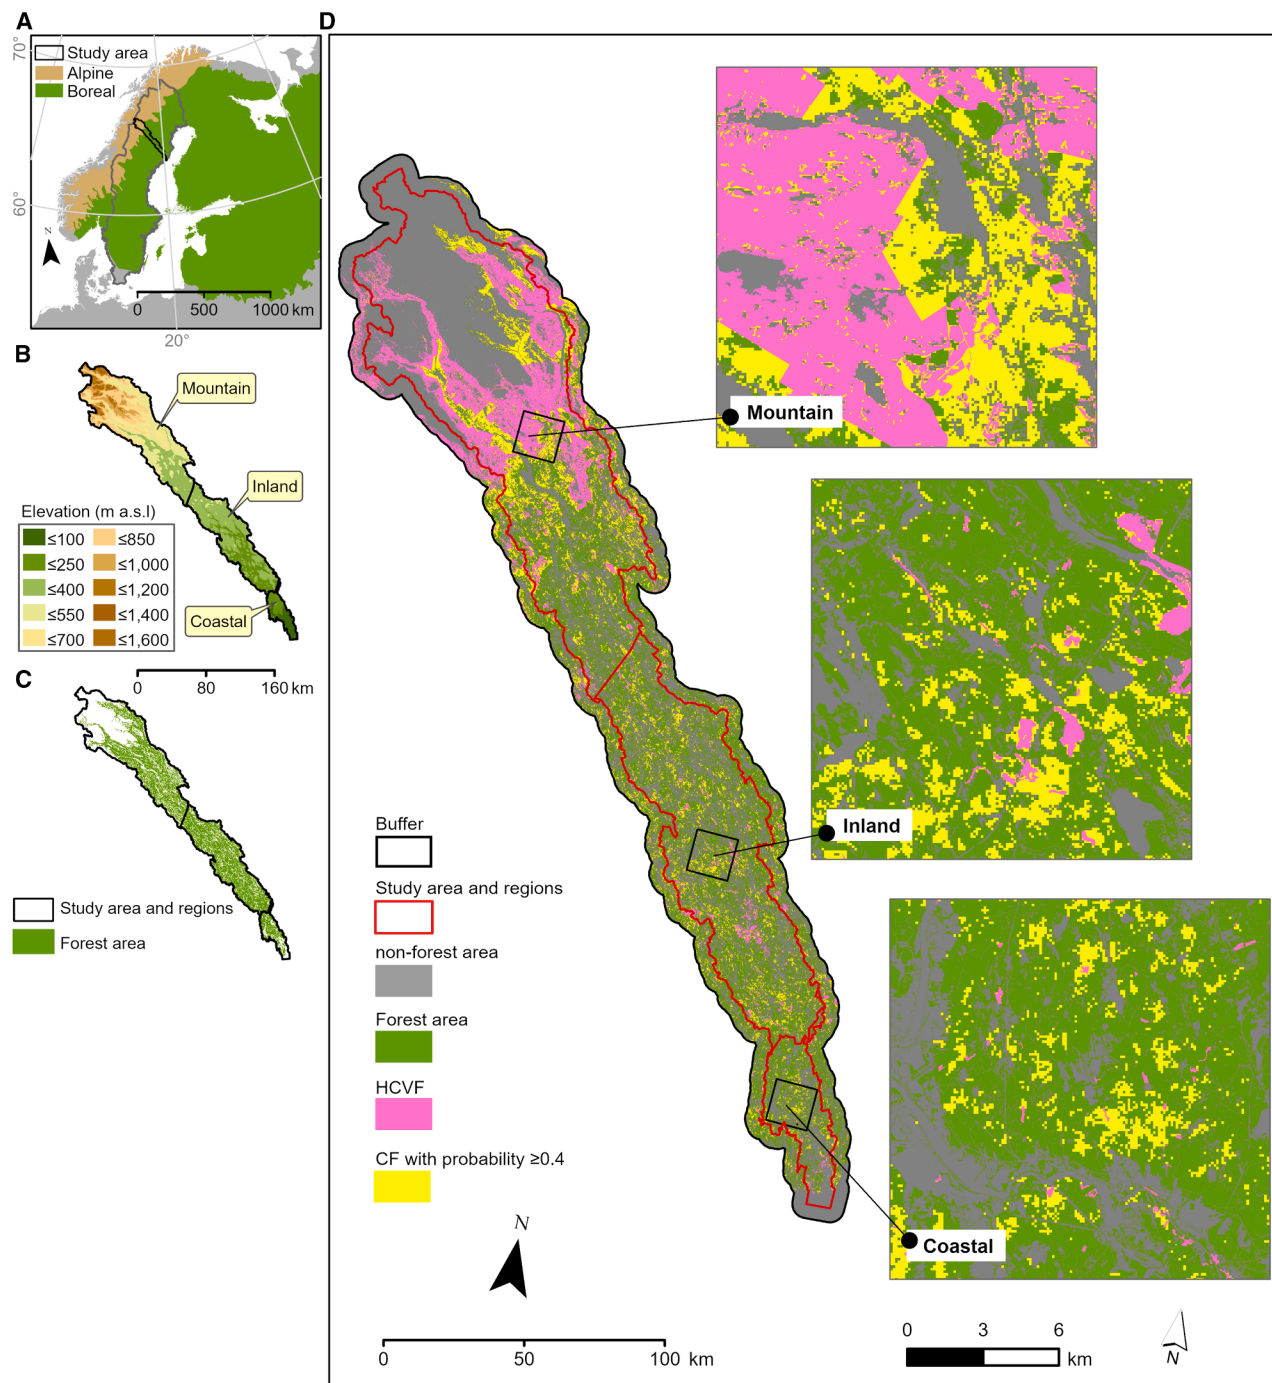 A
70°
60°
Study area
Alpine
Boreal
N
0 500 1000 km
20°
B
Mountain
Inland
Coastal
Elevation (m a.s.l)
≤100 ≤850
≤250 ≤1,000
≤400 ≤1,200
≤550 ≤1,400
≤700 ≤1,600
0 80 160 km
C
Study area and regions
Forest area
D
Mountain
Inland
Coastal
Buffer
Study area and regions
non-forest area
Forest area
HCVF
CF with probability ≥0.4
N
0 50 100 km
0 3 6
km
N